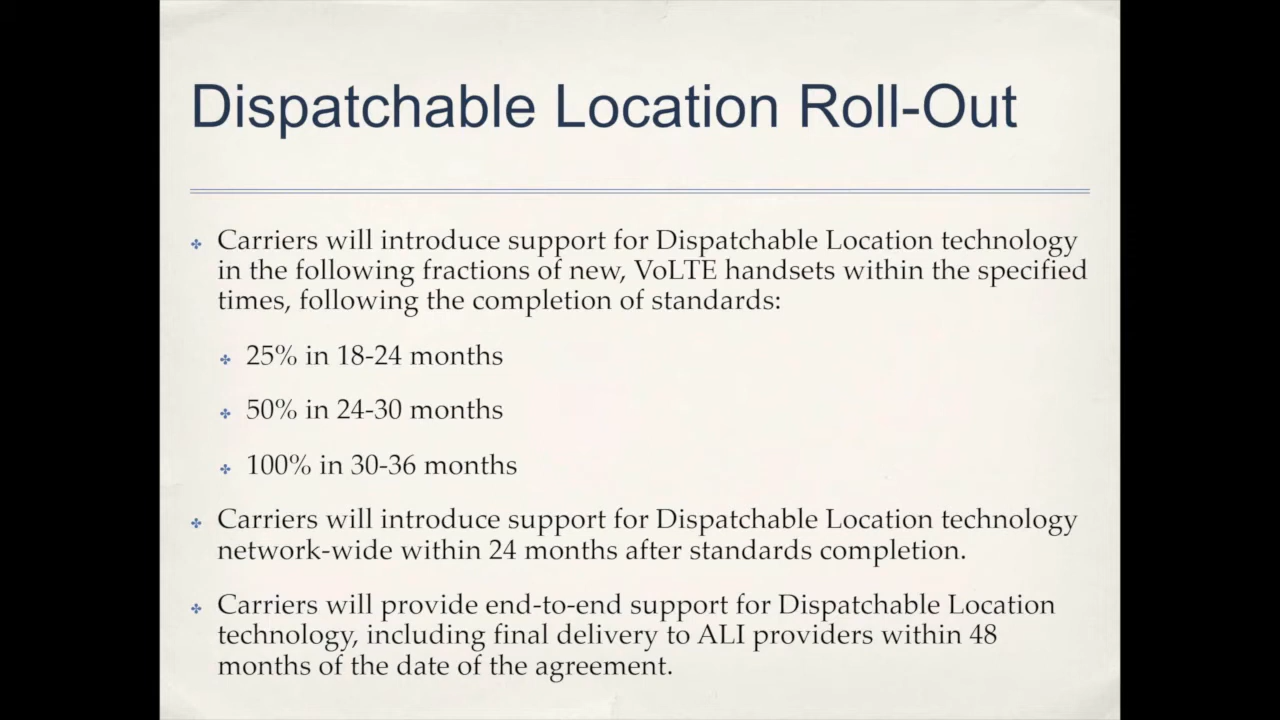 Dispatchable Location Roll-Out
Carriers will introduce support for Dispatchable Location technology
in the following fractions of new, VoLTE handsets within the specified
times, following the completion of standards:
25% in 18-24 months
50% in 24-30 months
100% in 30-36 months
Carriers will introduce support for Dispatchable Location technology
network-wide within 24 months after standards completion.
Carriers will provide end-to-end support for Dispatchable Location
technology, including final delivery to ALI providers within 48
months of the date of the agreement.